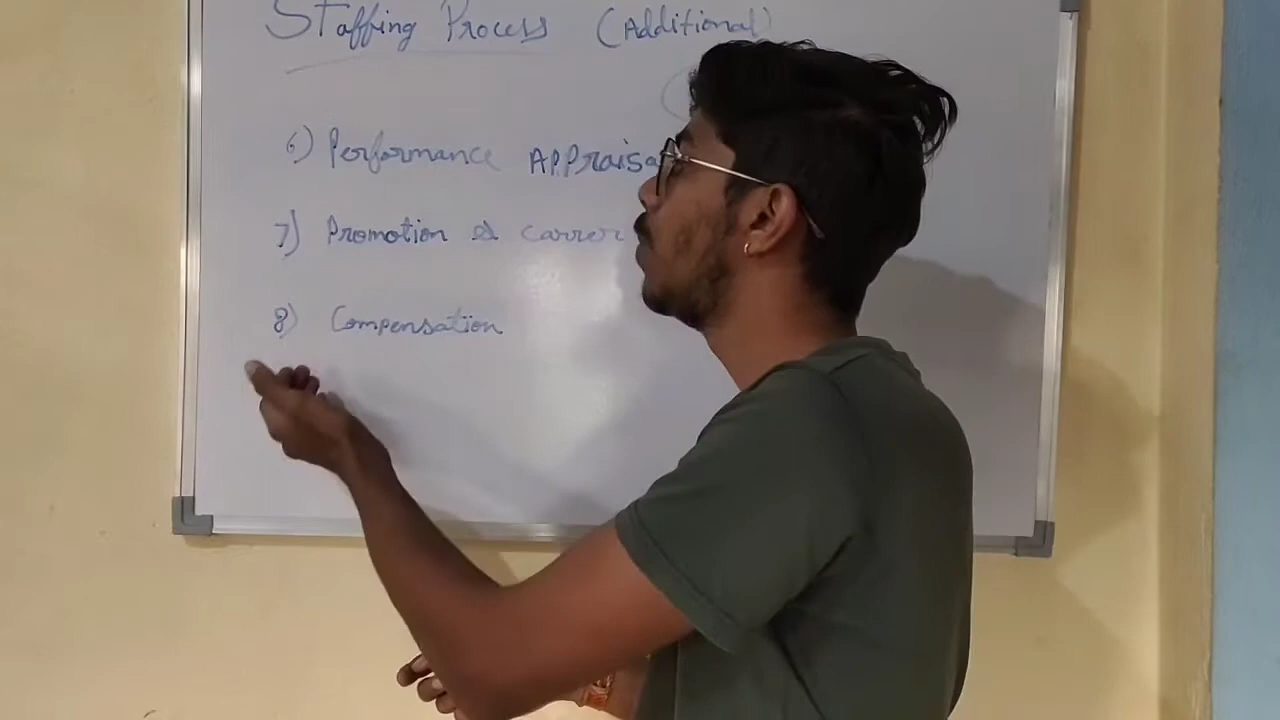 Staffing Process (Additional)
6) Performance Appraisa
7) Promotion & carrer
8) Compensation